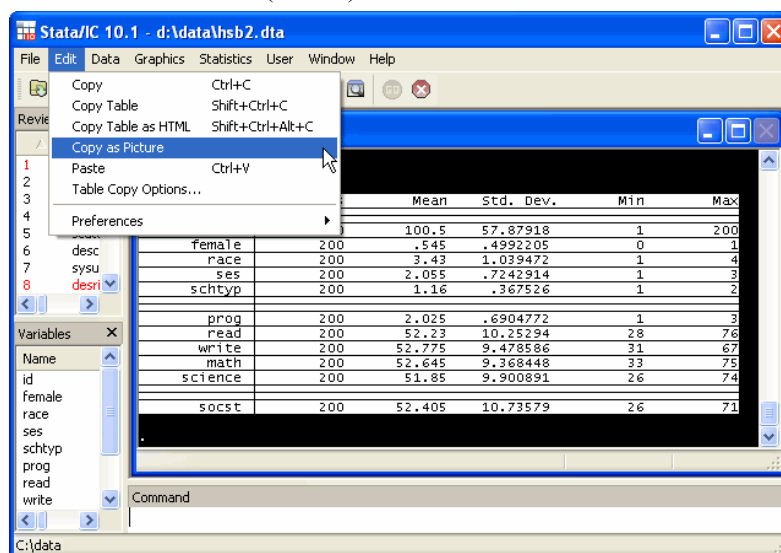 Stata/IC 10.1 - d:\data\hsb2.dta
File Edit Data Graphics Statistics User Window Help
Copy Ctrl+C
Copy Table Shift+Ctrl+C
Copy Table as HTML Shift+Ctrl+Alt+C
Copy as Picture
Paste Ctrl+V
Table Copy Options...
Preferences
1
2
3
4
5
6 desc
7 sysu
8 desri
Mean Std. Dev. Min Max
100.5 57.87918 1 200
female 200 .545 .4992205 0 1
race 200 3.43 1.039472 1 4
ses 200 2.055 .7242914 1 3
schtyp 200 1.16 .367526 1 2
prog 200 2.025 .6904772 1 3
read 200 52.23 10.25294 28 76
write 200 52.775 9.478586 31 67
math 200 52.645 9.368448 33 75
science 200 51.85 9.900891 26 74
socst 200 52.405 10.73579 26 71
.
Variables
Name
id
female
race
ses
schtyp
prog
read
write
Command
C:\data